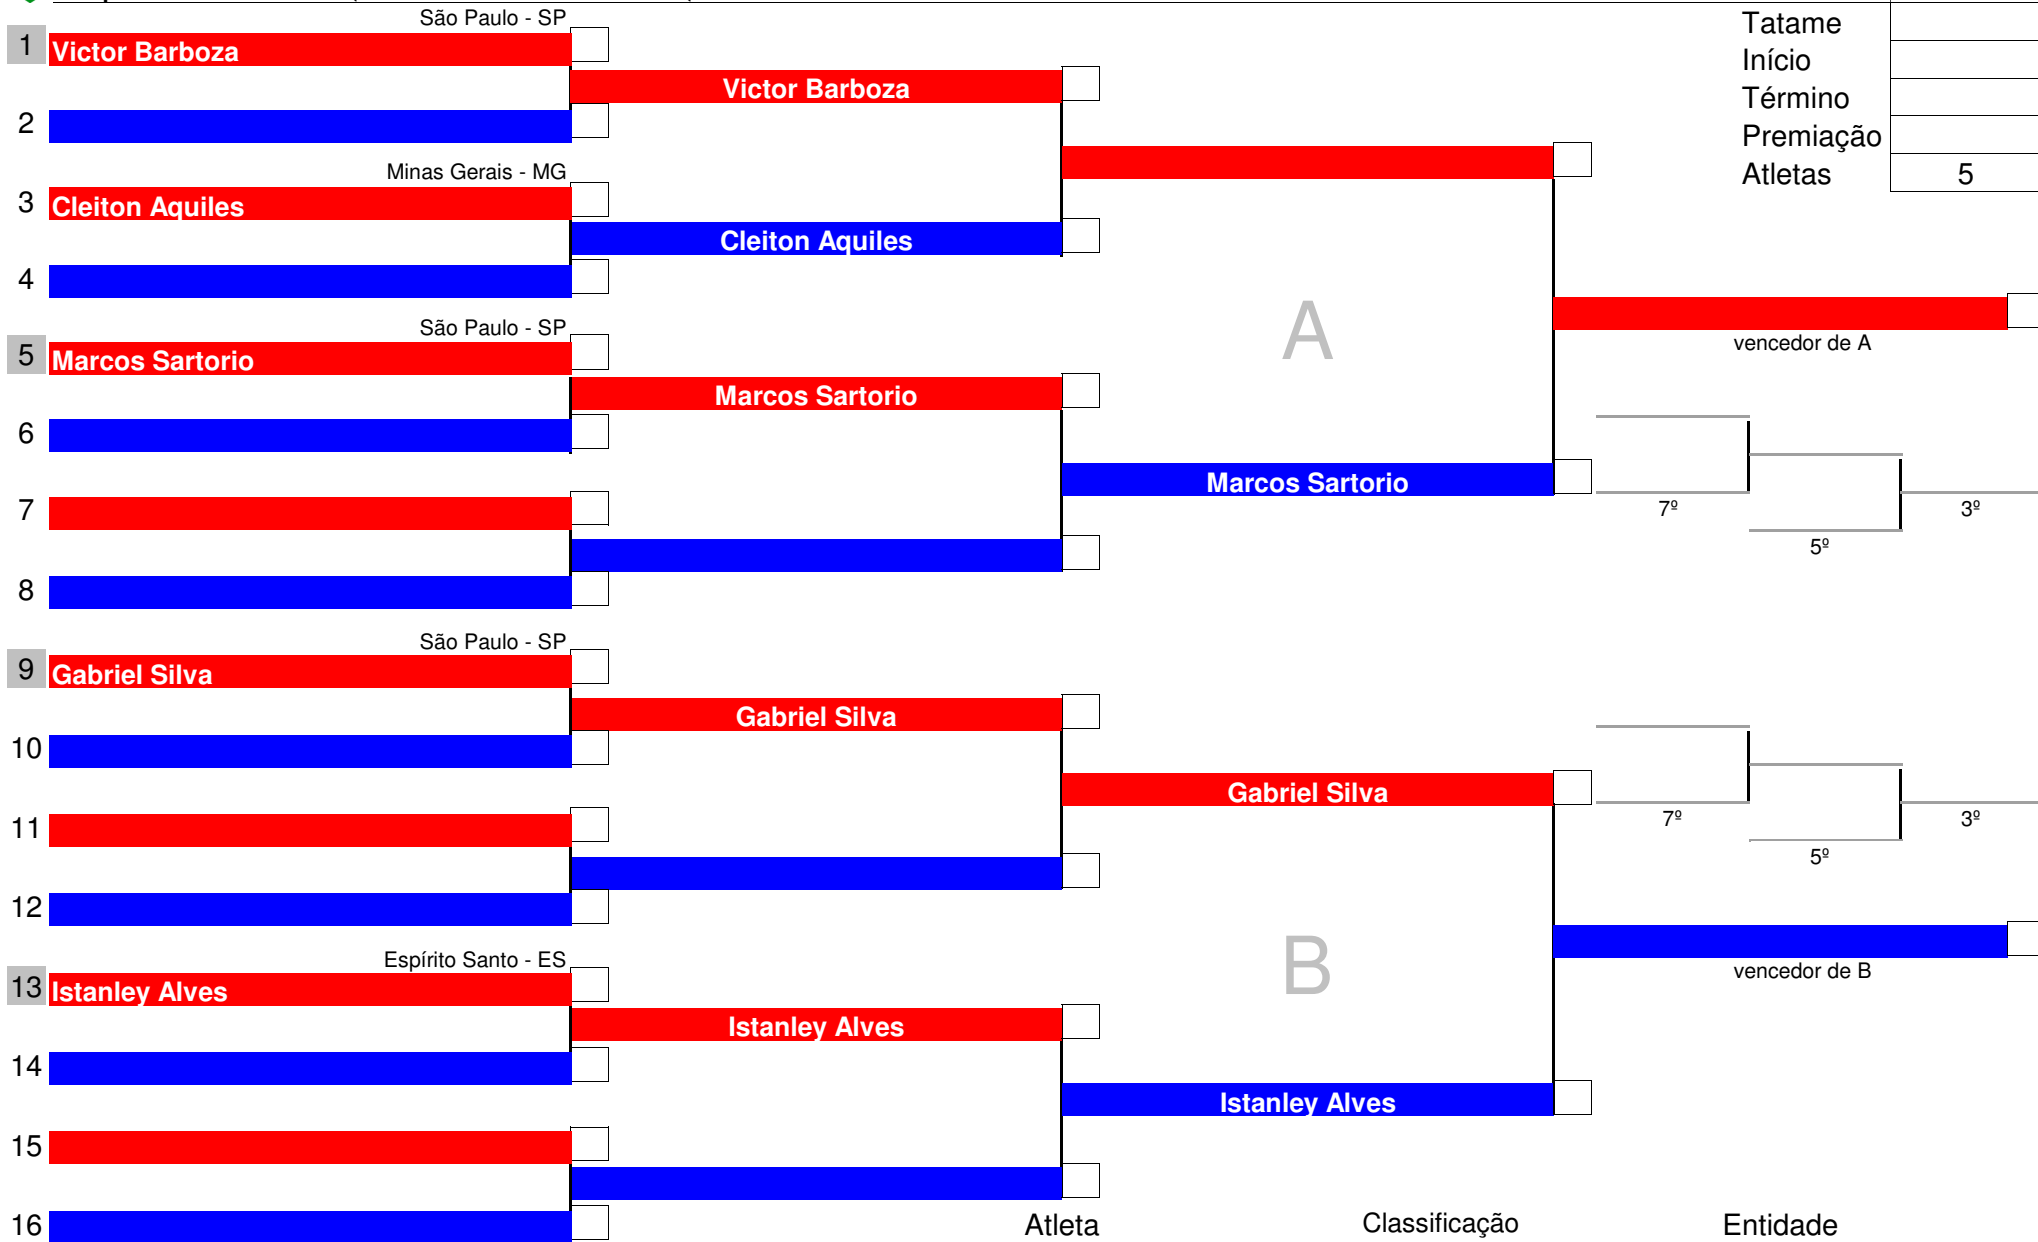 São Paulo - SP
1 Victor Barboza
Victor Barboza
2
Minas Gerais - MG
3 Cleiton Aquiles
Cleiton Aquiles
4
São Paulo - SP
5 Marcos Sartorio
Marcos Sartorio
6
Marcos Sartorio
7
8
São Paulo - SP
9 Gabriel Silva
Gabriel Silva
10
Gabriel Silva
11
12
Espírito Santo - ES
13 Istanley Alves
Istanley Alves
14
Istanley Alves
15
16
A
B
Tatame
Início
Término
Premiação
Atletas 5
vencedor de A
7º 3º
5º
7º 3º
5º
vencedor de B
Atleta Classificação Entidade